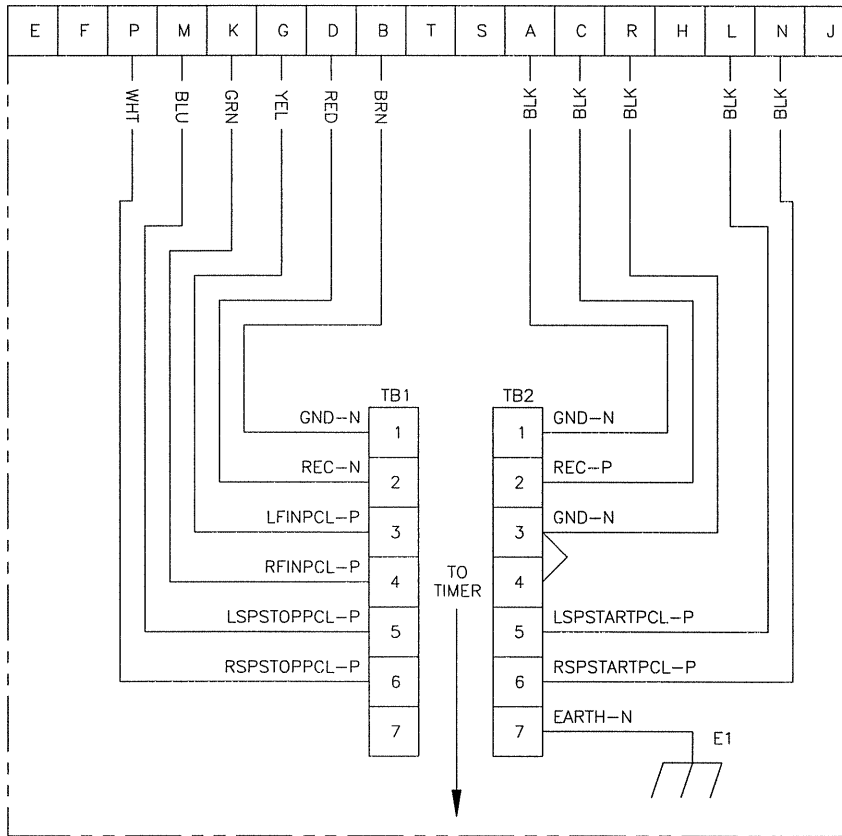 E F P M K G D B T S A C R H L N J
WHT BLU GRN YEL RED BRN BLK BLK BLK BLK BLK
TB1 TB2
GND-N 1 1 GND-N
REC-N 2 2 REC-P
LFINPCL-P 3 3 GND-N
RFINPCL-P 4 4
TO
TIMER
LSPSTOPPCL-P 5 5 LSPSTARTPCL-P
RSPSTOPPCL-P 6 6 RSPSTARTPCL-P
7 7 EARTH-N
E1